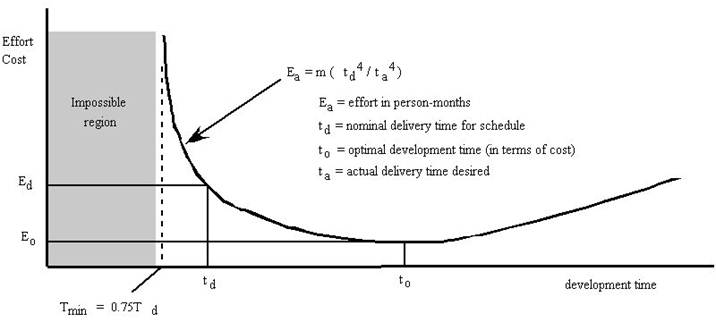 Effort
Cost
Impossible
region
Ea = m ( td4 / ta4 )
Ea = effort in person-months
td = nominal delivery time for schedule
to = optimal development time (in terms of cost)
ta = actual delivery time desired
Ed
Eo
td
to
development time
Tmin = 0.75T d